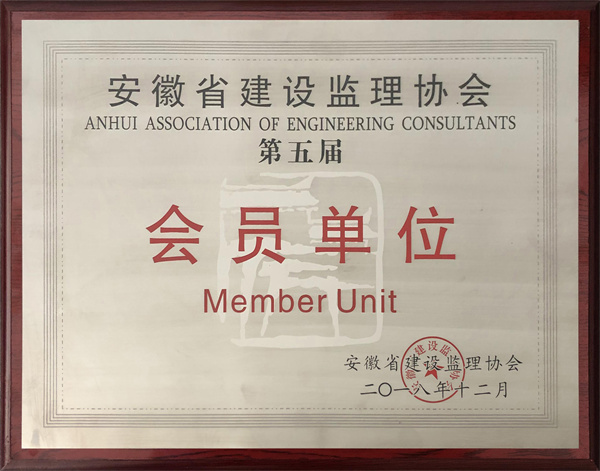 安徽省建设监理协会
ANHUI ASSOCIATION OF ENGINEERING CONSULTANTS
第五届
会员单位
Member Unit
安徽省建设监理协会
二〇一八年十二月